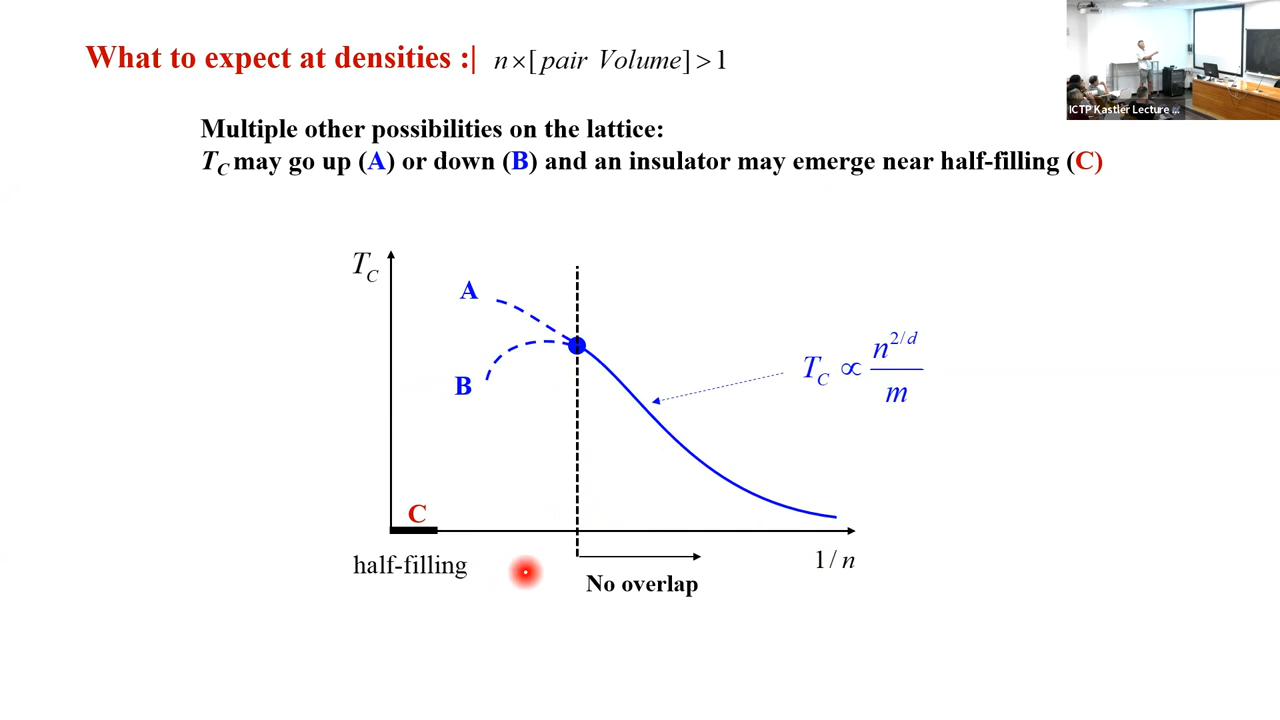 What to expect at densities :| n×[pair Volume]>1
ICTP Kastler Lecture ...
Multiple other possibilities on the lattice:
T_C may go up (A) or down (B) and an insulator may emerge near half-filling (C)
T_C
A
B
T_C ∝ n^{2/d} / m
C
half-filling
No overlap
1/n